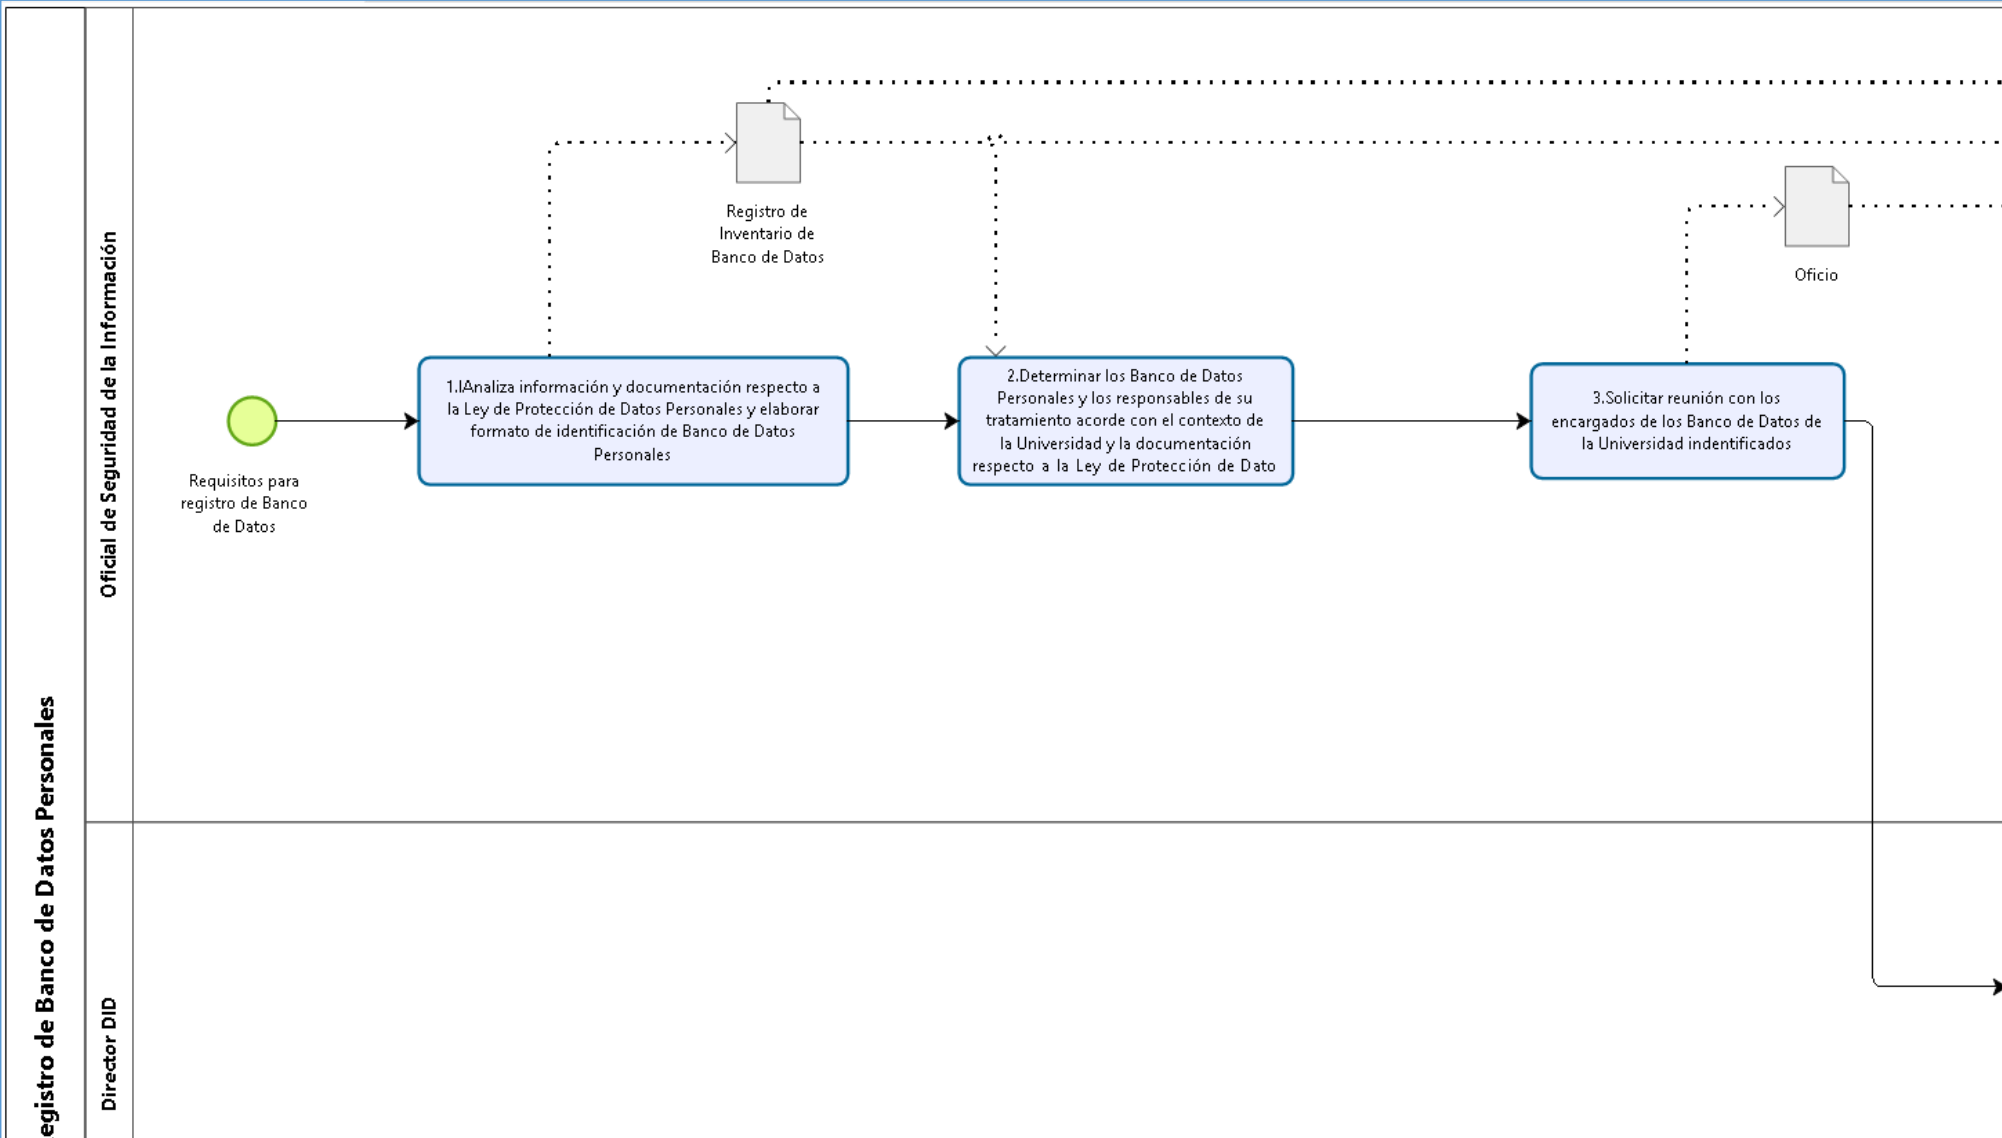 egistro de Banco de Datos Personales
Oficial de Seguridad de la Información
Registro de
Inventario de
Banco de Datos
Oficio
Requisitos para
registro de Banco
de Datos
1.IAnaliza información y documentación respecto a
la Ley de Protección de Datos Personales y elaborar
formato de identificación de Banco de Datos
Personales
2.Determinar los Banco de Datos
Personales y los responsables de su
tratamiento acorde con el contexto de
la Universidad y la documentación
respecto a la Ley de Protección de Dato
3.Solicitar reunión con los
encargados de los Banco de Datos de
la Universidad indentificados
Director DID